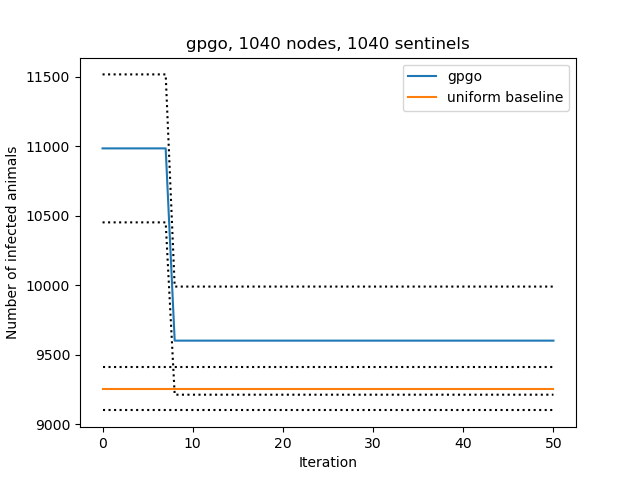 gpgo, 1040 nodes, 1040 sentinels
gpgo
uniform baseline
Number of infected animals
11500
11000
10500
10000
9500
9000
0 10 20 30 40 50
Iteration